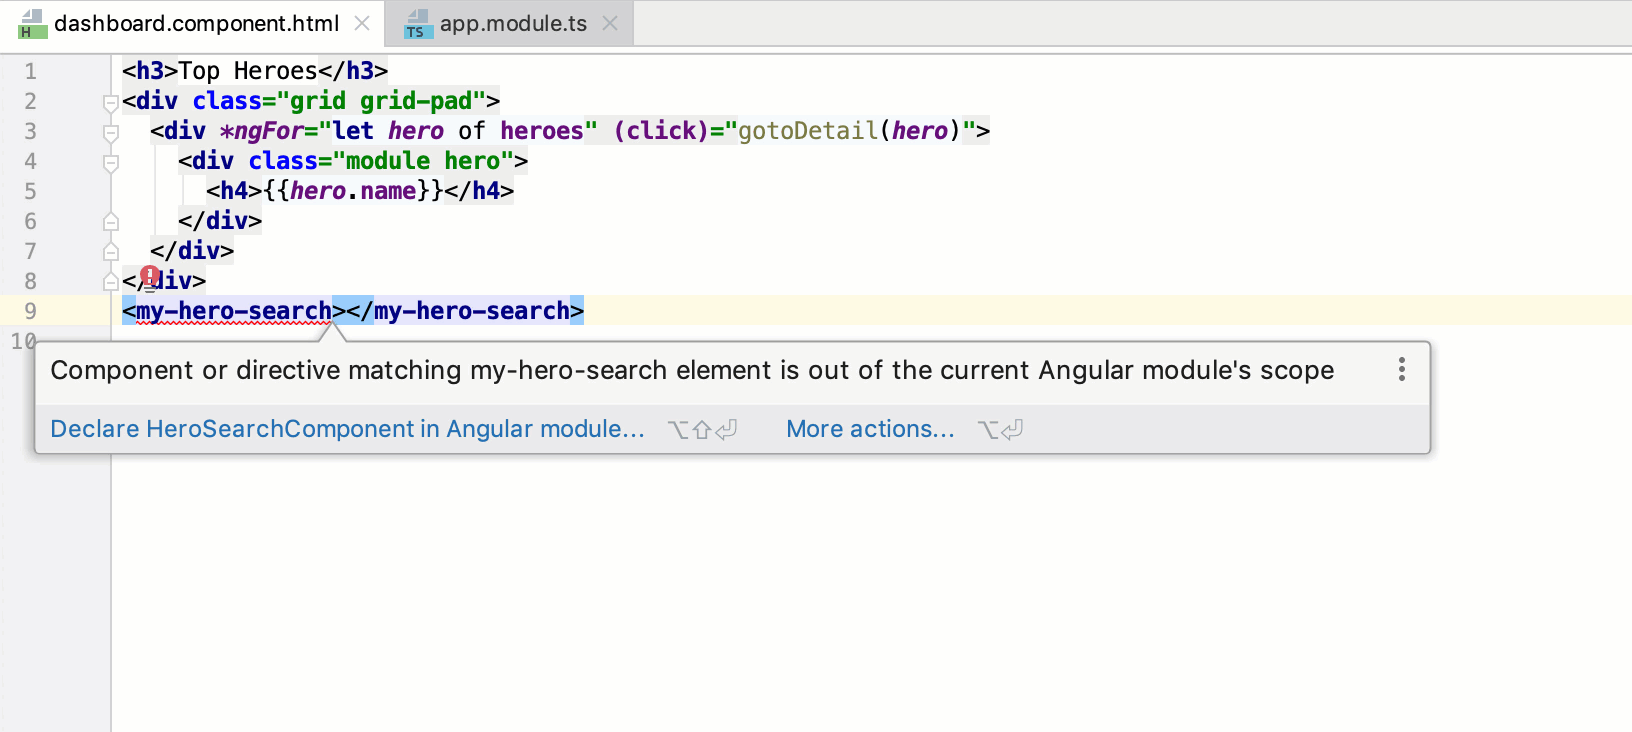 dashboard.component.html
app.module.ts
1 <h3>Top Heroes</h3>
2 <div class="grid grid-pad">
3 <div *ngFor="let hero of heroes" (click)="gotoDetail(hero)">
4 <div class="module hero">
5 <h4>{{hero.name}}</h4>
6 </div>
7 </div>
8 </div>
9 <my-hero-search></my-hero-search>
10
Component or directive matching my-hero-search element is out of the current Angular module's scope
Declare HeroSearchComponent in Angular module... ⌥⇧⏎ More actions... ⌥⏎